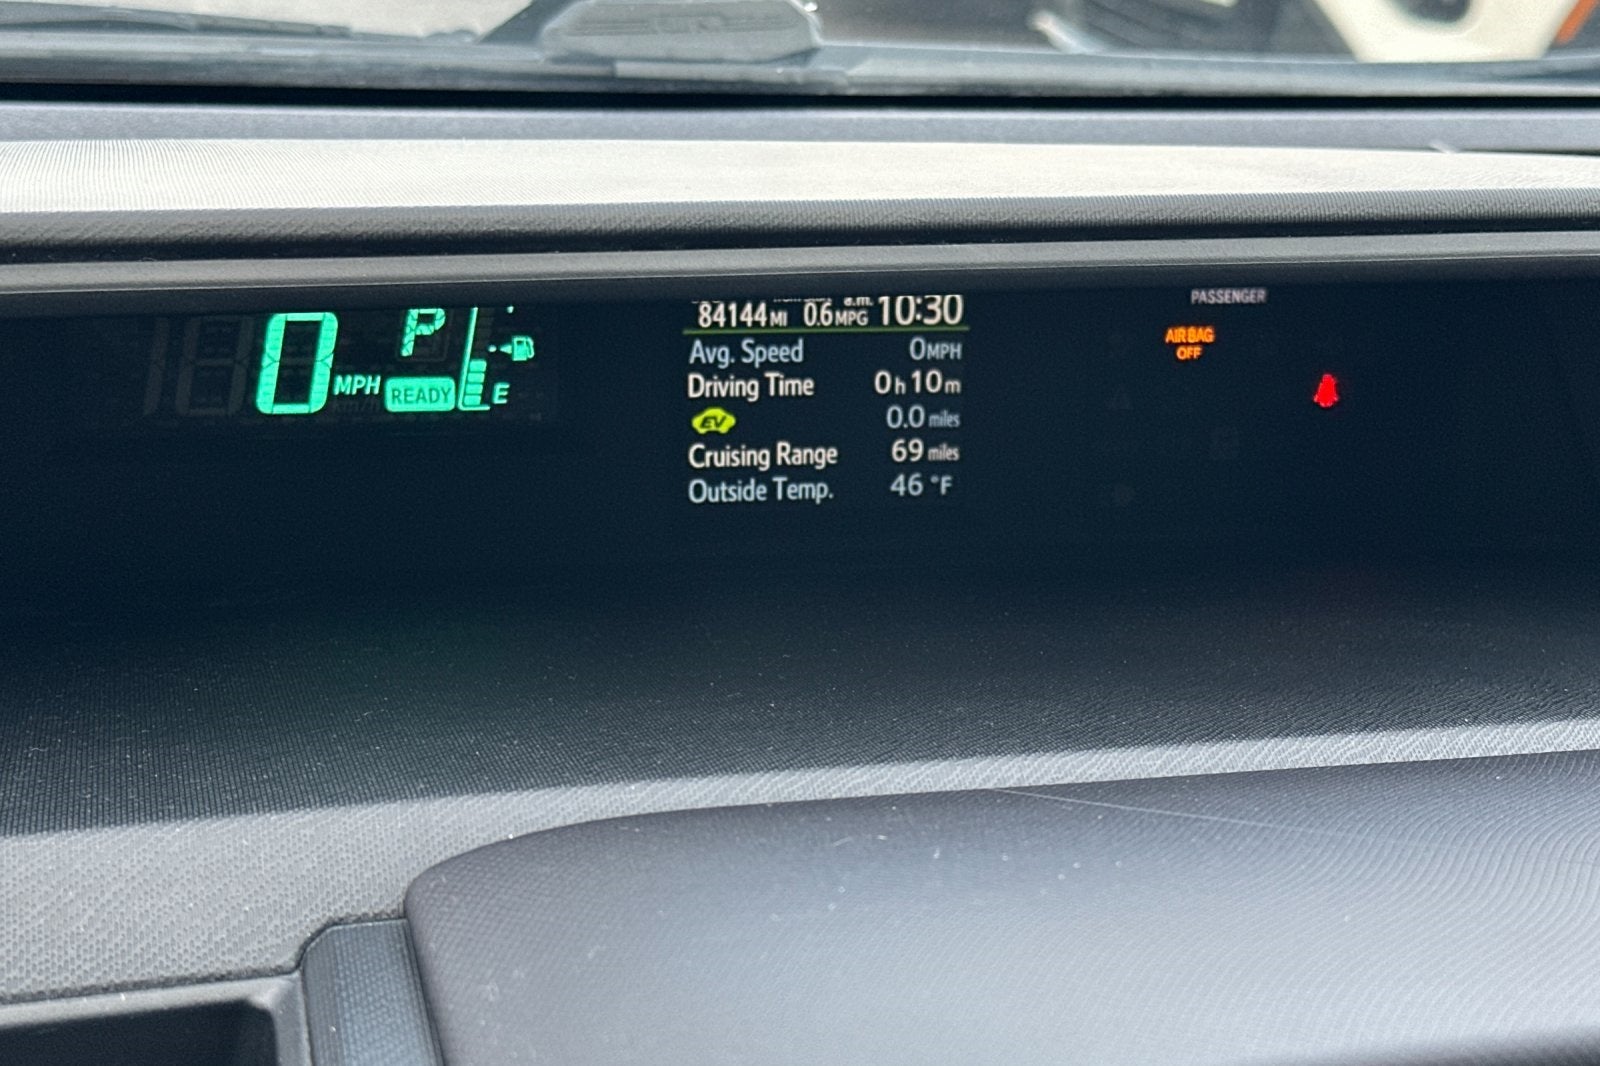 0 MPH
P
READY
E
84144 MI 0.6 MPG a.m. 10:30
Avg. Speed 0 MPH
Driving Time 0 h 10 m
EV 0.0 miles
Cruising Range 69 miles
Outside Temp. 46 °F
PASSENGER
AIR BAG
OFF